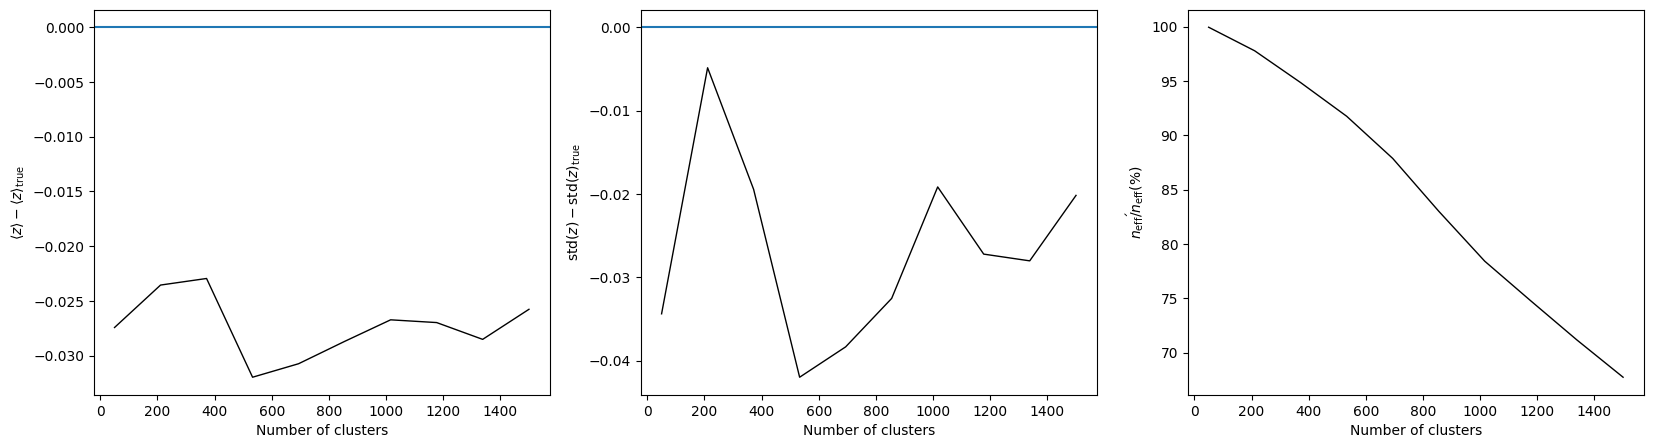 0.000
−0.005
−0.010
−0.015
−0.020
−0.025
−0.030
⟨z⟩ − ⟨z⟩true
0 200 400 600 800 1000 1200 1400
Number of clusters
0.00
−0.01
−0.02
−0.03
−0.04
std(z) − std(z)true
0 200 400 600 800 1000 1200 1400
Number of clusters
100
95
90
85
80
75
70
n′eff/neff(%)
0 200 400 600 800 1000 1200 1400
Number of clusters